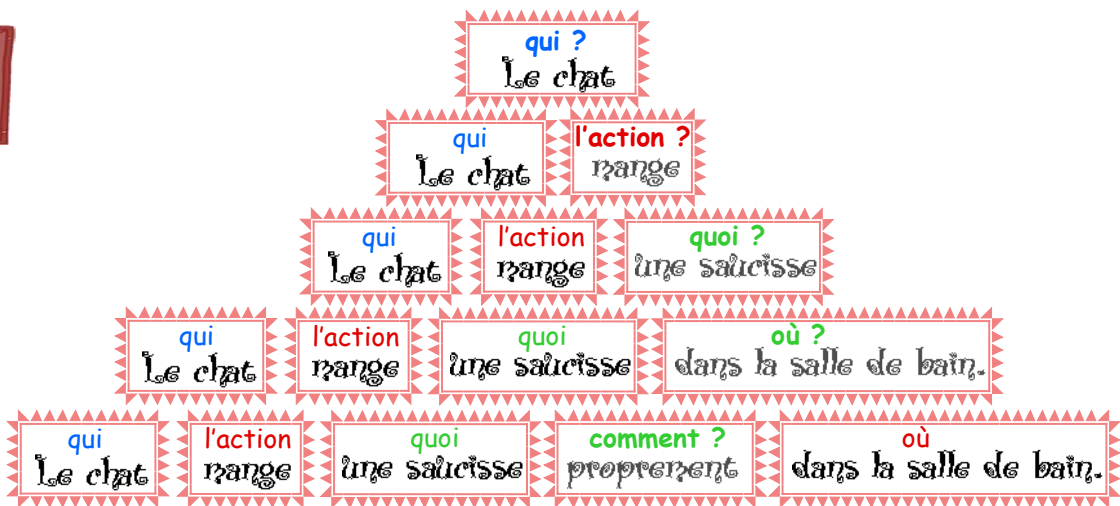 qui ?
Le chat
qui
Le chat
l'action ?
mange
qui
Le chat
l'action
mange
quoi ?
une saucisse
qui
Le chat
l'action
mange
quoi
une saucisse
où ?
dans la salle de bain.
qui
Le chat
l'action
mange
quoi
une saucisse
comment ?
proprement
où
dans la salle de bain.